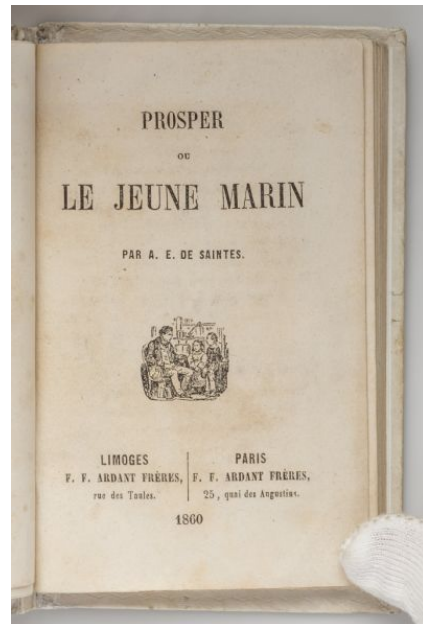 PROSPER
OU
LE JEUNE MARIN
PAR A. E. DE SAINTES.
LIMOGES
F. F. ARDANT FRÈRES,
rue des Taules.
PARIS
F. F. ARDANT FRÈRES,
25, quai des Augustins.
1860